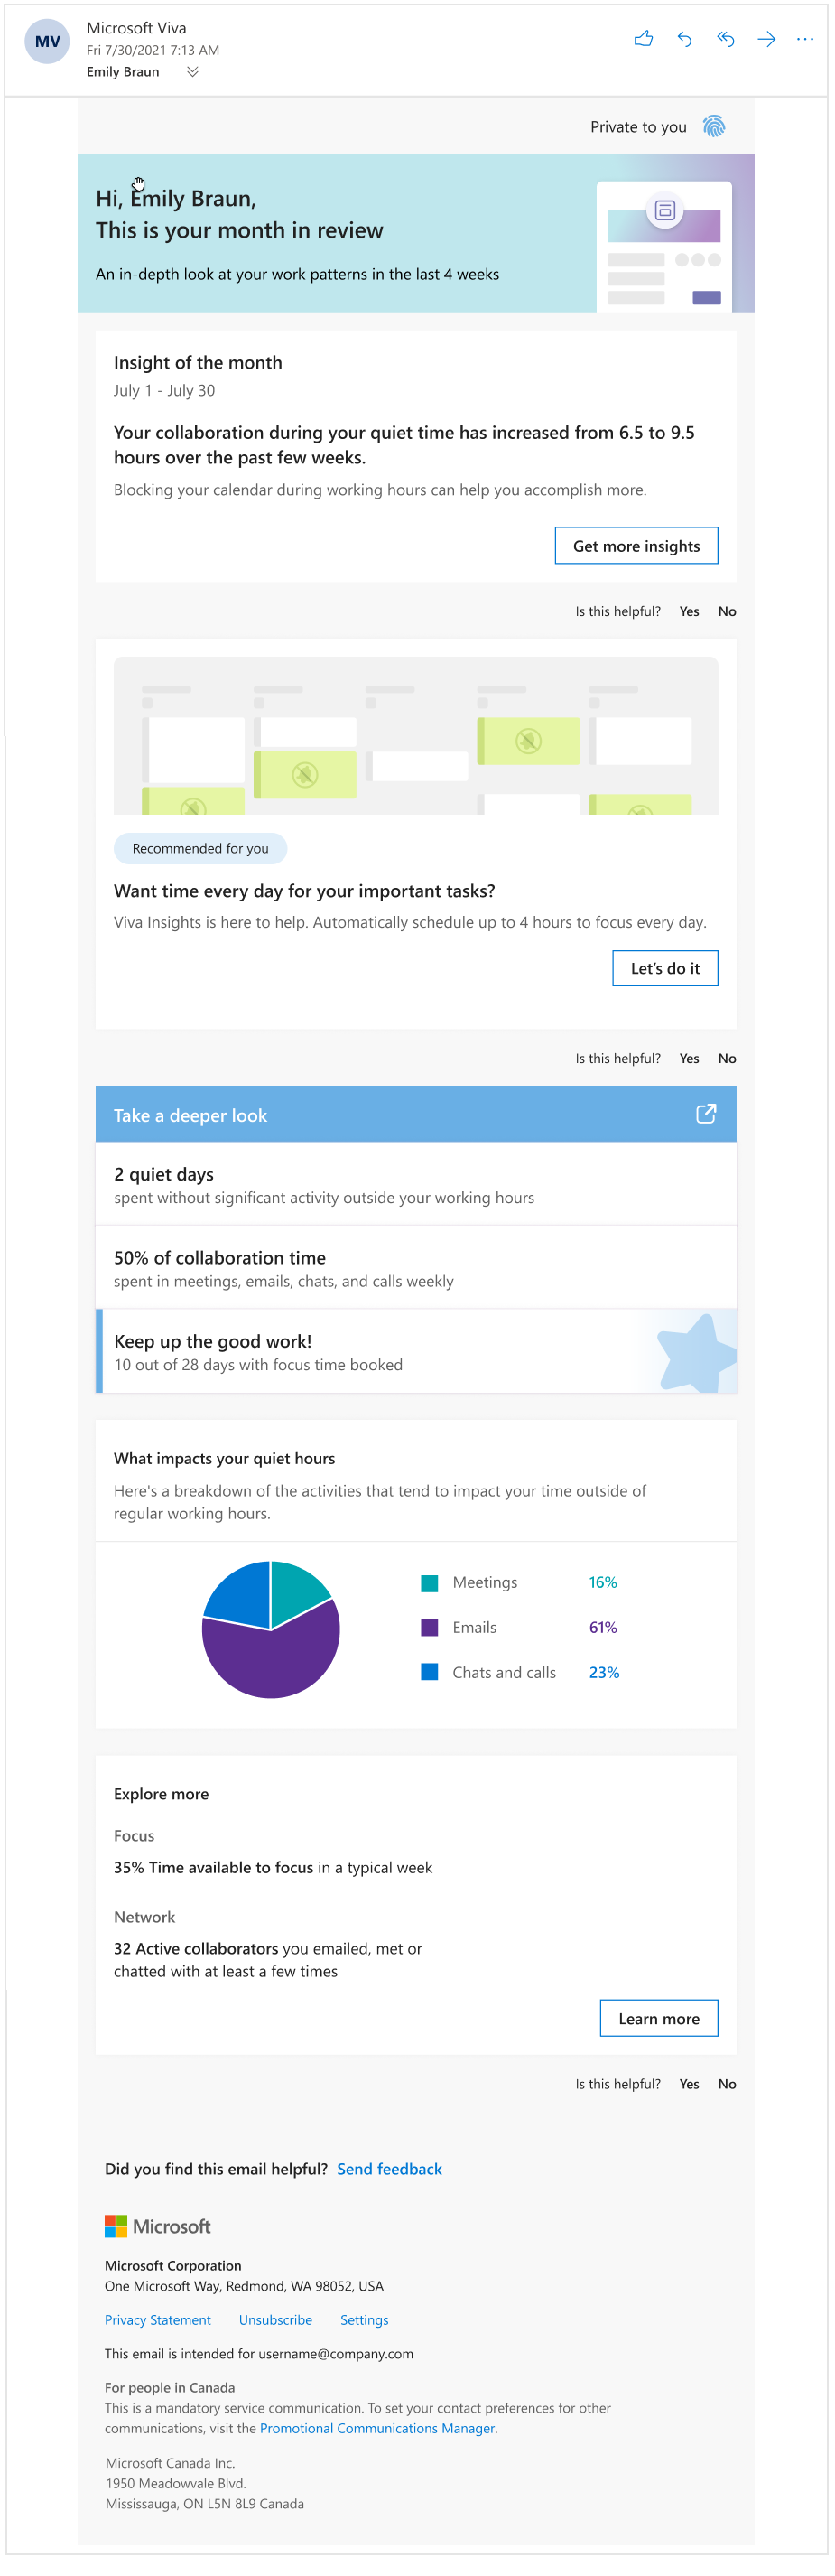 MV
Microsoft Viva
Fri 7/30/2021 7:13 AM
Emily Braun
Private to you
Hi, Emily Braun,
This is your month in review
An in-depth look at your work patterns in the last 4 weeks
Insight of the month
July 1 - July 30
Your collaboration during your quiet time has increased from 6.5 to 9.5
hours over the past few weeks.
Blocking your calendar during working hours can help you accomplish more.
Get more insights
Is this helpful? Yes No
Recommended for you
Want time every day for your important tasks?
Viva Insights is here to help. Automatically schedule up to 4 hours to focus every day.
Let's do it
Is this helpful? Yes No
Take a deeper look
2 quiet days
spent without significant activity outside your working hours
50% of collaboration time
spent in meetings, emails, chats, and calls weekly
Keep up the good work!
10 out of 28 days with focus time booked
What impacts your quiet hours
Here's a breakdown of the activities that tend to impact your time outside of
regular working hours.
Meetings 16%
Emails 61%
Chats and calls 23%
Explore more
Focus
35% Time available to focus in a typical week
Network
32 Active collaborators you emailed, met or
chatted with at least a few times
Learn more
Is this helpful? Yes No
Did you find this email helpful? Send feedback
Microsoft
Microsoft Corporation
One Microsoft Way, Redmond, WA 98052, USA
Privacy Statement Unsubscribe Settings
This email is intended for username@company.com
For people in Canada
This is a mandatory service communication. To set your contact preferences for other
communications, visit the Promotional Communications Manager.
Microsoft Canada Inc.
1950 Meadowvale Blvd.
Mississauga, ON L5N 8L9 Canada